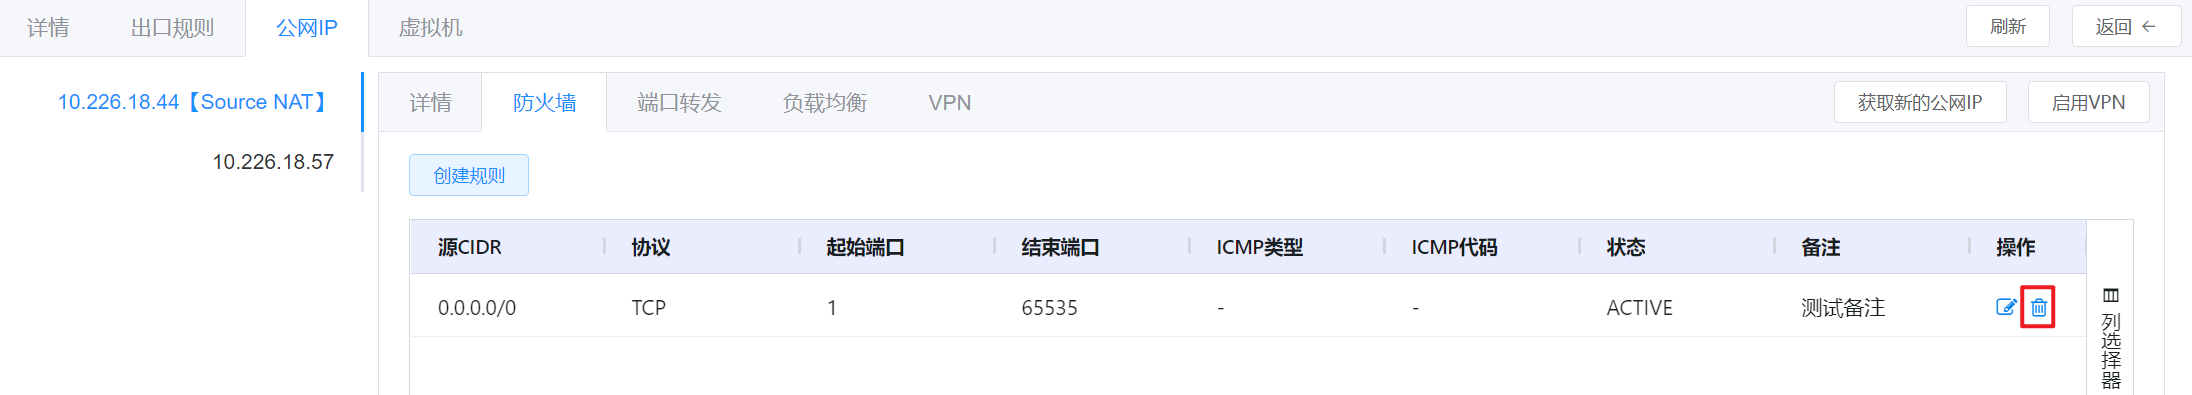 详情 出口规则 公网IP 虚拟机 刷新 返回 ←
10.226.18.44【Source NAT】
10.226.18.57
详情 防火墙 端口转发 负载均衡 VPN 获取新的公网IP 启用VPN
创建规则
源CIDR 协议 起始端口 结束端口 ICMP类型 ICMP代码 状态 备注 操作
0.0.0.0/0 TCP 1 65535 - - ACTIVE 测试备注
列选择器